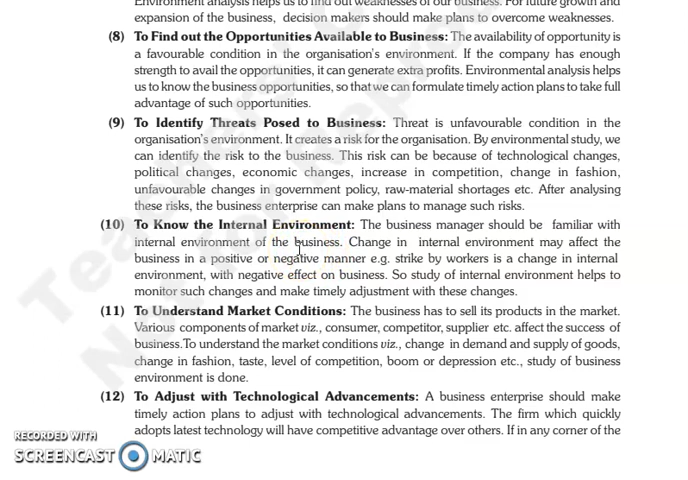 Environment analysis helps us to find out weaknesses of our business. For future growth and
expansion of the business, decision makers should make plans to overcome weaknesses.
(8) To Find out the Opportunities Available to Business: The availability of opportunity is
a favourable condition in the organisation's environment. If the company has enough
strength to avail the opportunities, it can generate extra profits. Environmental analysis helps
us to know the business opportunities, so that we can formulate timely action plans to take full
advantage of such opportunities.
(9) To Identify Threats Posed to Business: Threat is unfavourable condition in the
organisation's environment. It creates a risk for the organisation. By environmental study, we
can identify the risk to the business. This risk can be because of technological changes,
political changes, economic changes, increase in competition, change in fashion,
unfavourable changes in government policy, raw-material shortages etc. After analysing
these risks, the business enterprise can make plans to manage such risks.
(10) To Know the Internal Environment: The business manager should be familiar with
internal environment of the business. Change in internal environment may affect the
business in a positive or negative manner e.g. strike by workers is a change in internal
environment, with negative effect on business. So study of internal environment helps to
monitor such changes and make timely adjustment with these changes.
(11) To Understand Market Conditions: The business has to sell its products in the market.
Various components of market viz., consumer, competitor, supplier etc. affect the success of
business.To understand the market conditions viz., change in demand and supply of goods,
change in fashion, taste, level of competition, boom or depression etc., study of business
environment is done.
(12) To Adjust with Technological Advancements: A business enterprise should make
timely action plans to adjust with technological advancements. The firm which quickly
adopts latest technology will have competitive advantage over others. If in any corner of the
RECORDED WITH
SCREENCAST MATIC